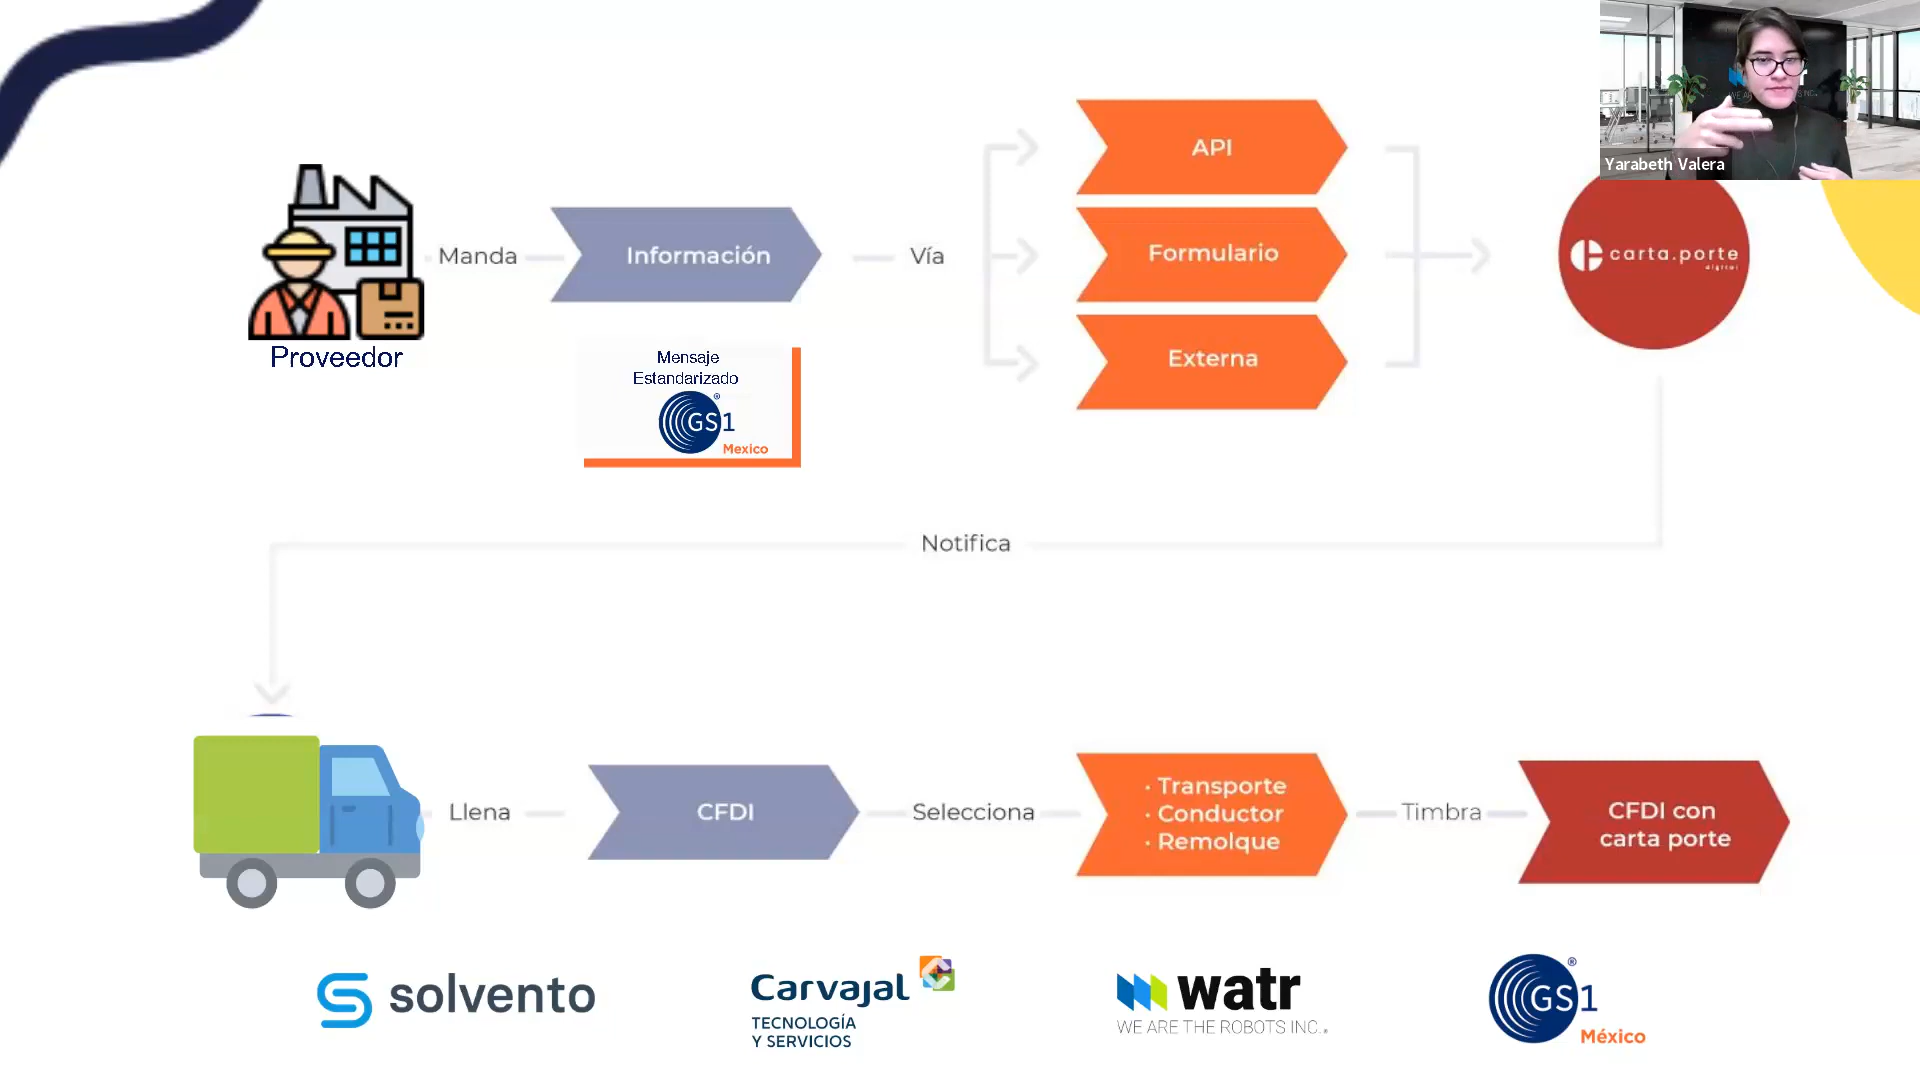 Yarabeth Valera
Manda
Información
Vía
API
Formulario
Externa
carta.porte
digital
Proveedor
Mensaje
Estandarizado
GS1
®
Mexico
Notifica
Llena
CFDI
Selecciona
· Transporte
· Conductor
· Remolque
Timbra
CFDI con
carta porte
solvento
Carvajal
TECNOLOGÍA
Y SERVICIOS
watr
WE ARE THE ROBOTS INC.
GS1
®
México